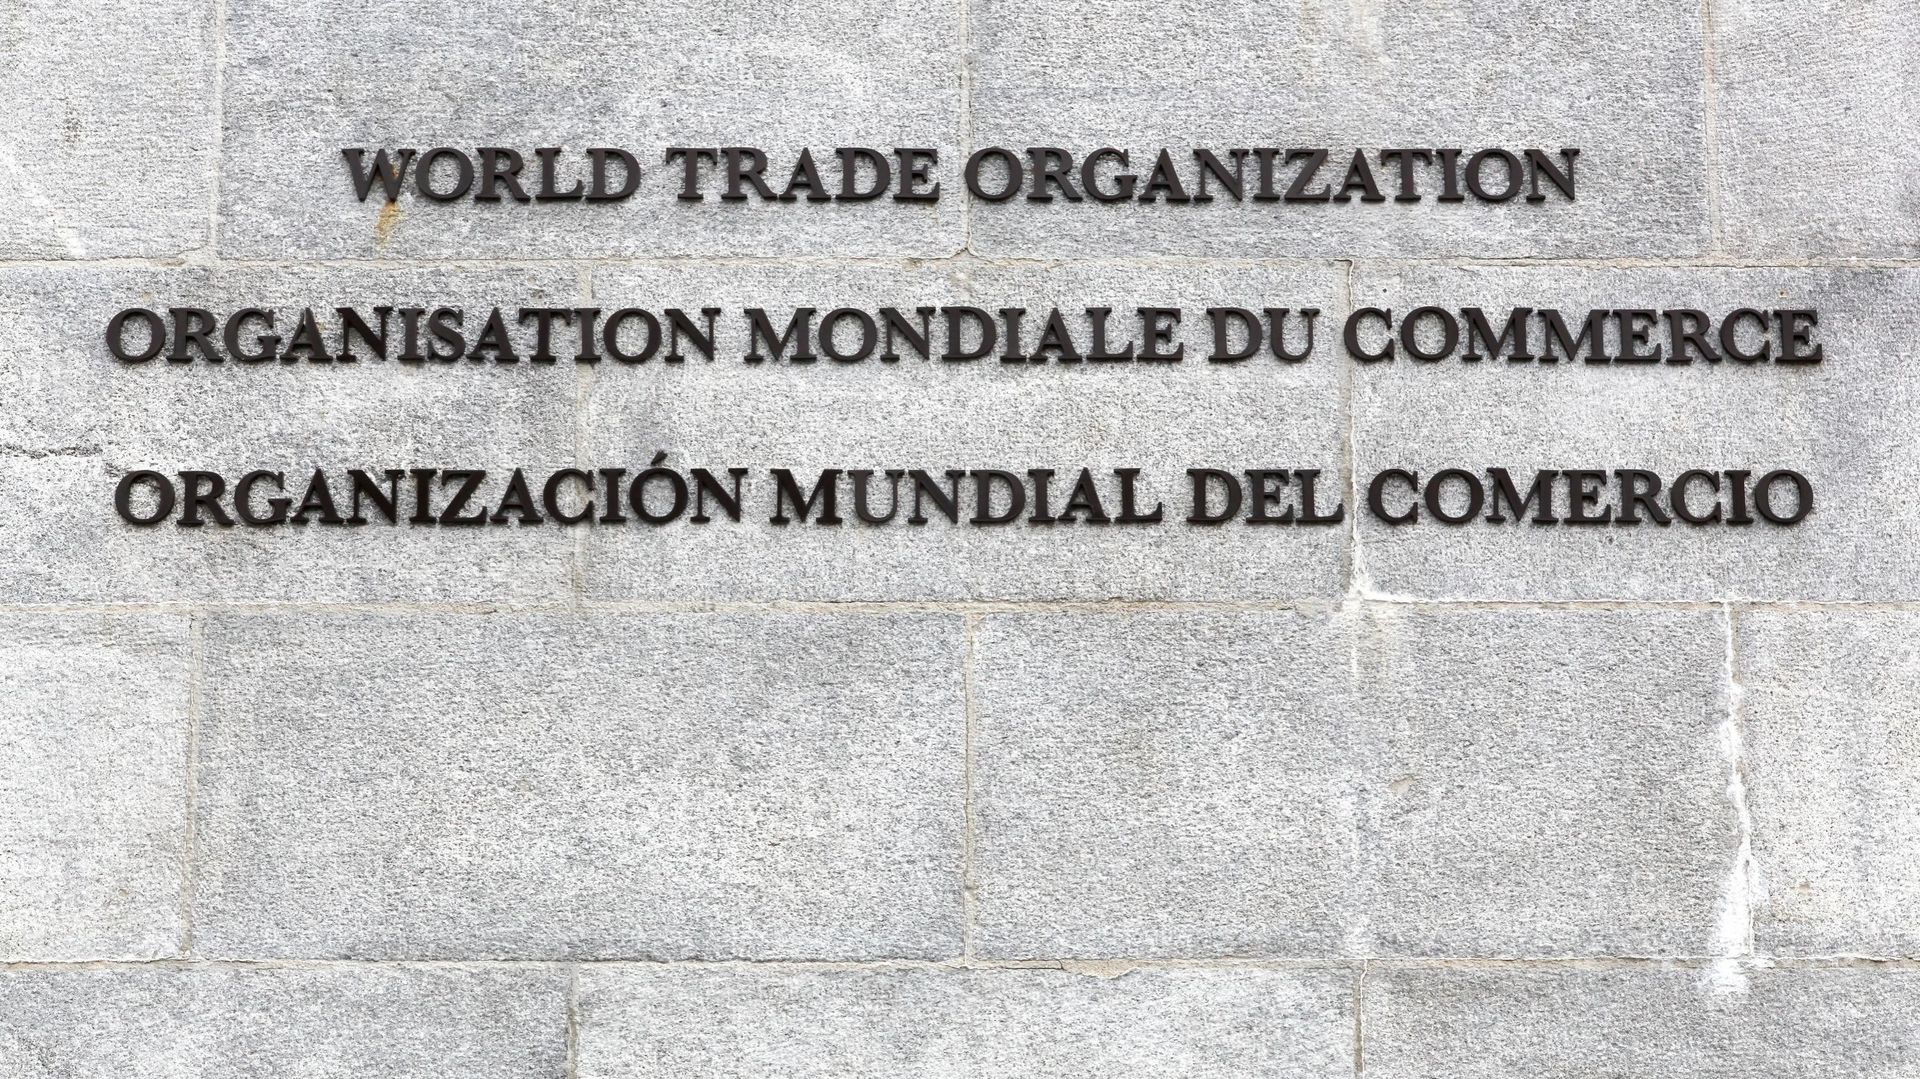 WORLD TRADE ORGANIZATION
ORGANISATION MONDIALE DU COMMERCE
ORGANIZACIÓN MUNDIAL DEL COMERCIO